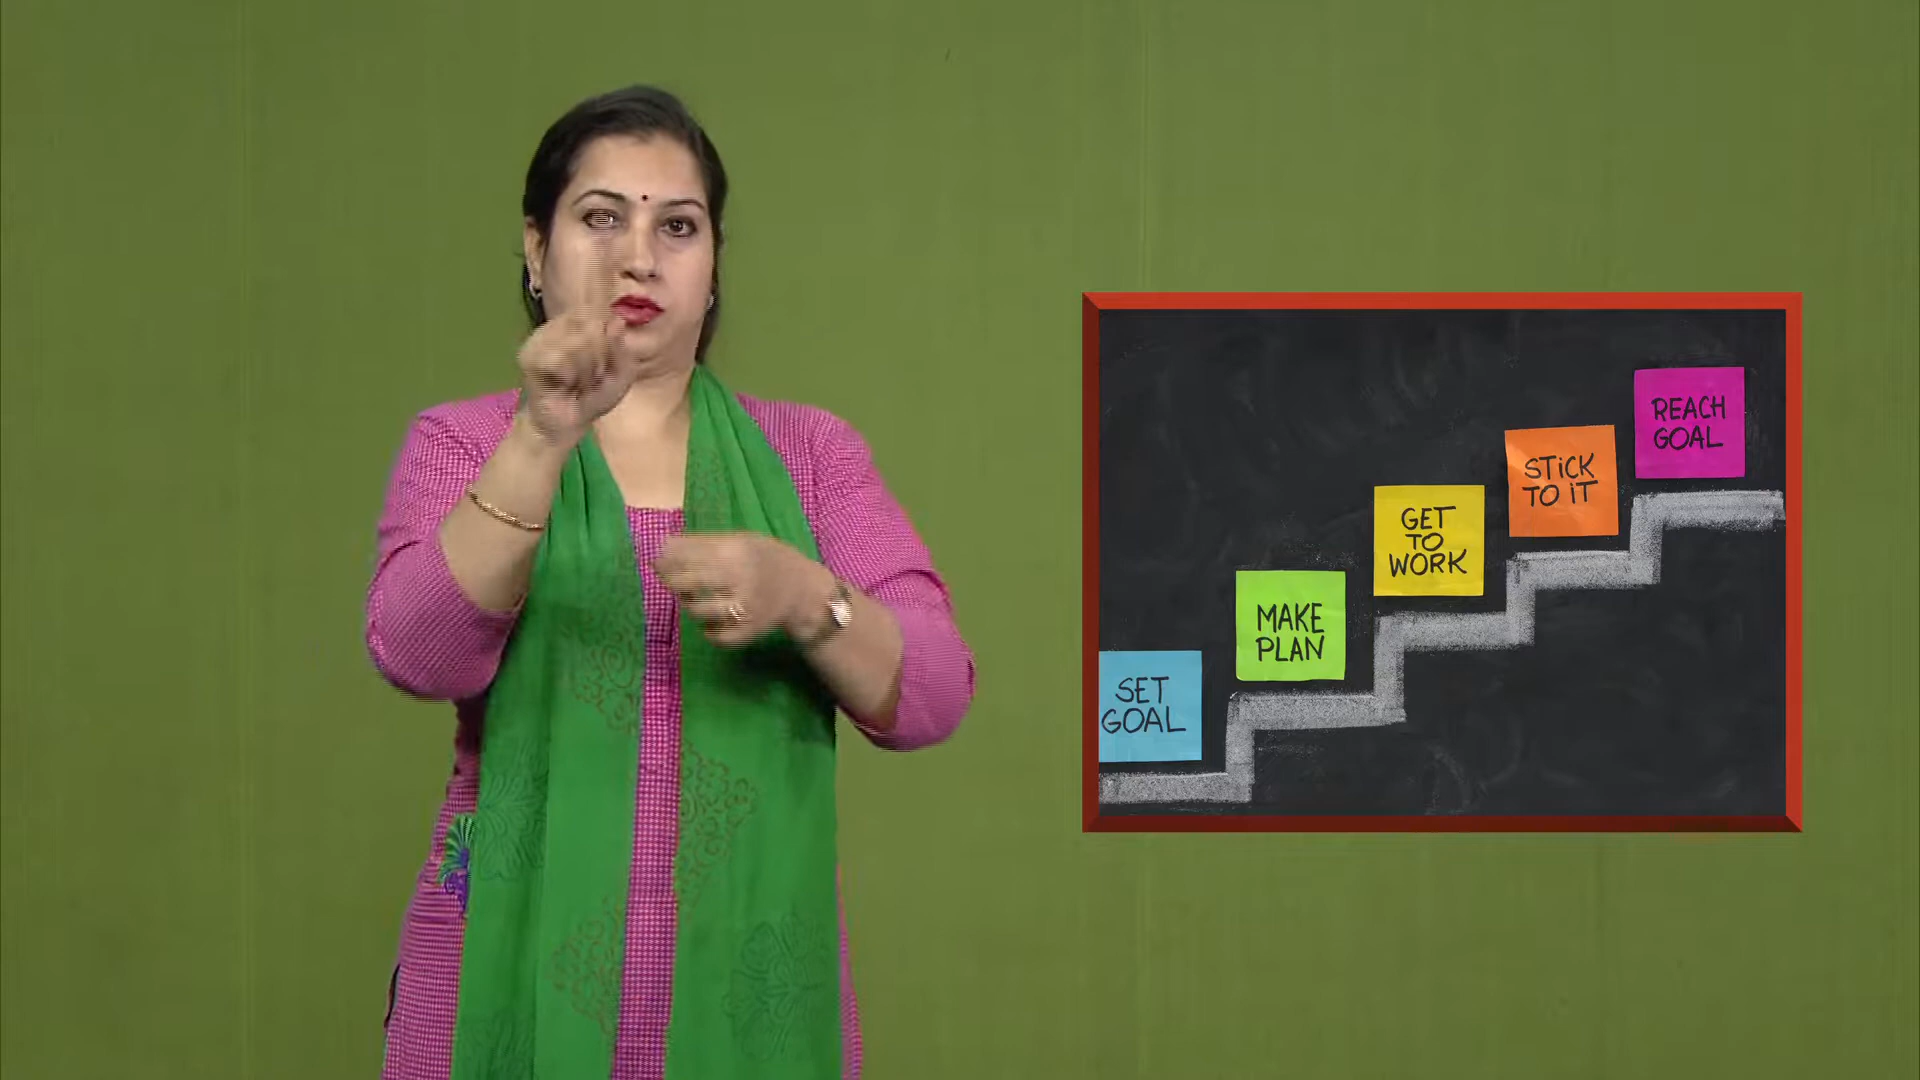 SET
GOAL
MAKE
PLAN
GET
TO
WORK
STiCK
TO iT
REACH
GOAL